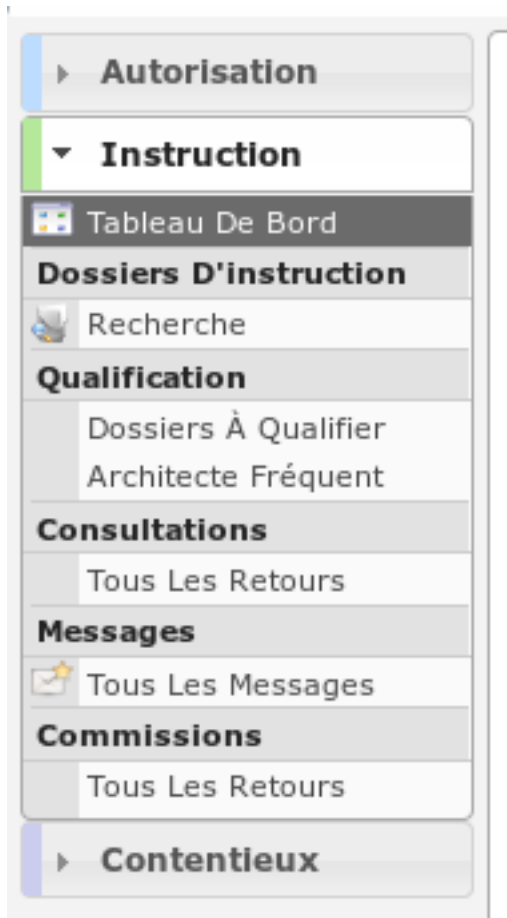 Autorisation
Instruction
Tableau De Bord
Dossiers D'instruction
Recherche
Qualification
Dossiers À Qualifier
Architecte Fréquent
Consultations
Tous Les Retours
Messages
Tous Les Messages
Commissions
Tous Les Retours
Contentieux